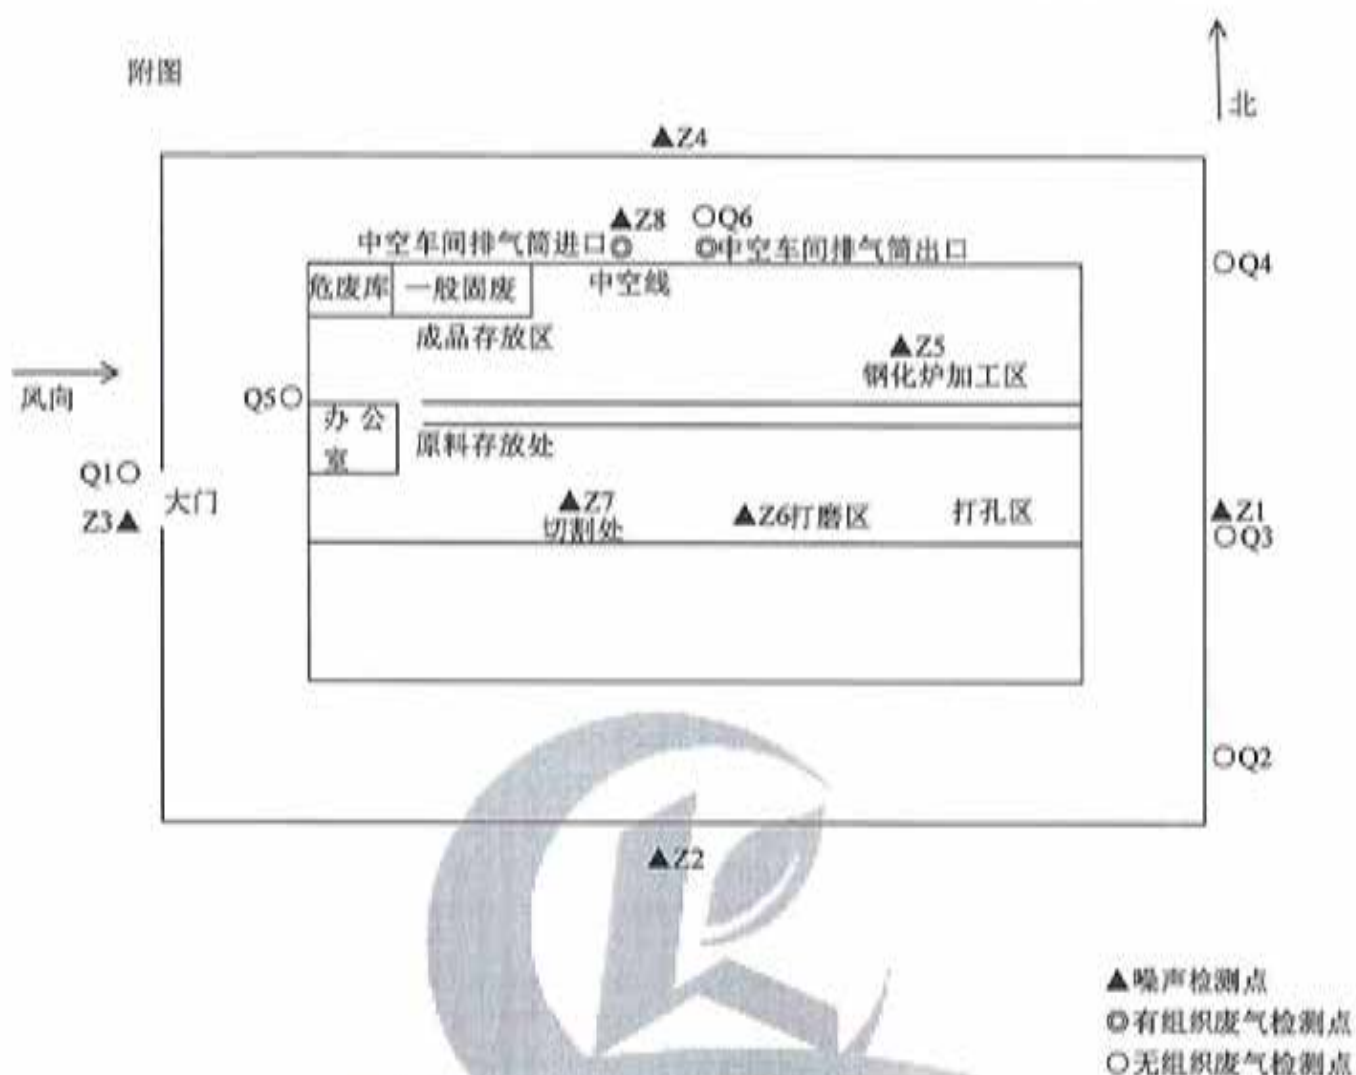 附图
北
▲Z4
▲Z8 ○Q6
中空车间排气筒进口◎ ◎中空车间排气筒出口
○Q4
危废库 一般固废 中空线
成品存放区
▲Z5
钢化炉加工区
风向
Q5○
办公室
原料存放处
Q1○
大门
Z3▲
▲Z7
切割处
▲Z6打磨区
打孔区
▲Z1
○Q3
○Q2
▲Z2
▲噪声检测点
◎有组织废气检测点
○无组织废气检测点